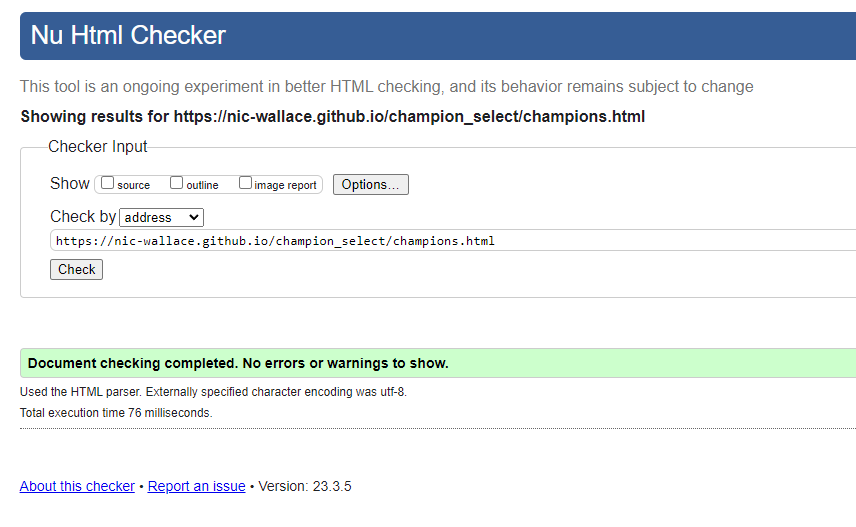 Nu Html Checker
This tool is an ongoing experiment in better HTML checking, and its behavior remains subject to change
Showing results for https://nic-wallace.github.io/champion_select/champions.html
Checker Input
Show source outline image report Options...
Check by address
https://nic-wallace.github.io/champion_select/champions.html
Check
Document checking completed. No errors or warnings to show.
Used the HTML parser. Externally specified character encoding was utf-8.
Total execution time 76 milliseconds.
About this checker • Report an issue • Version: 23.3.5